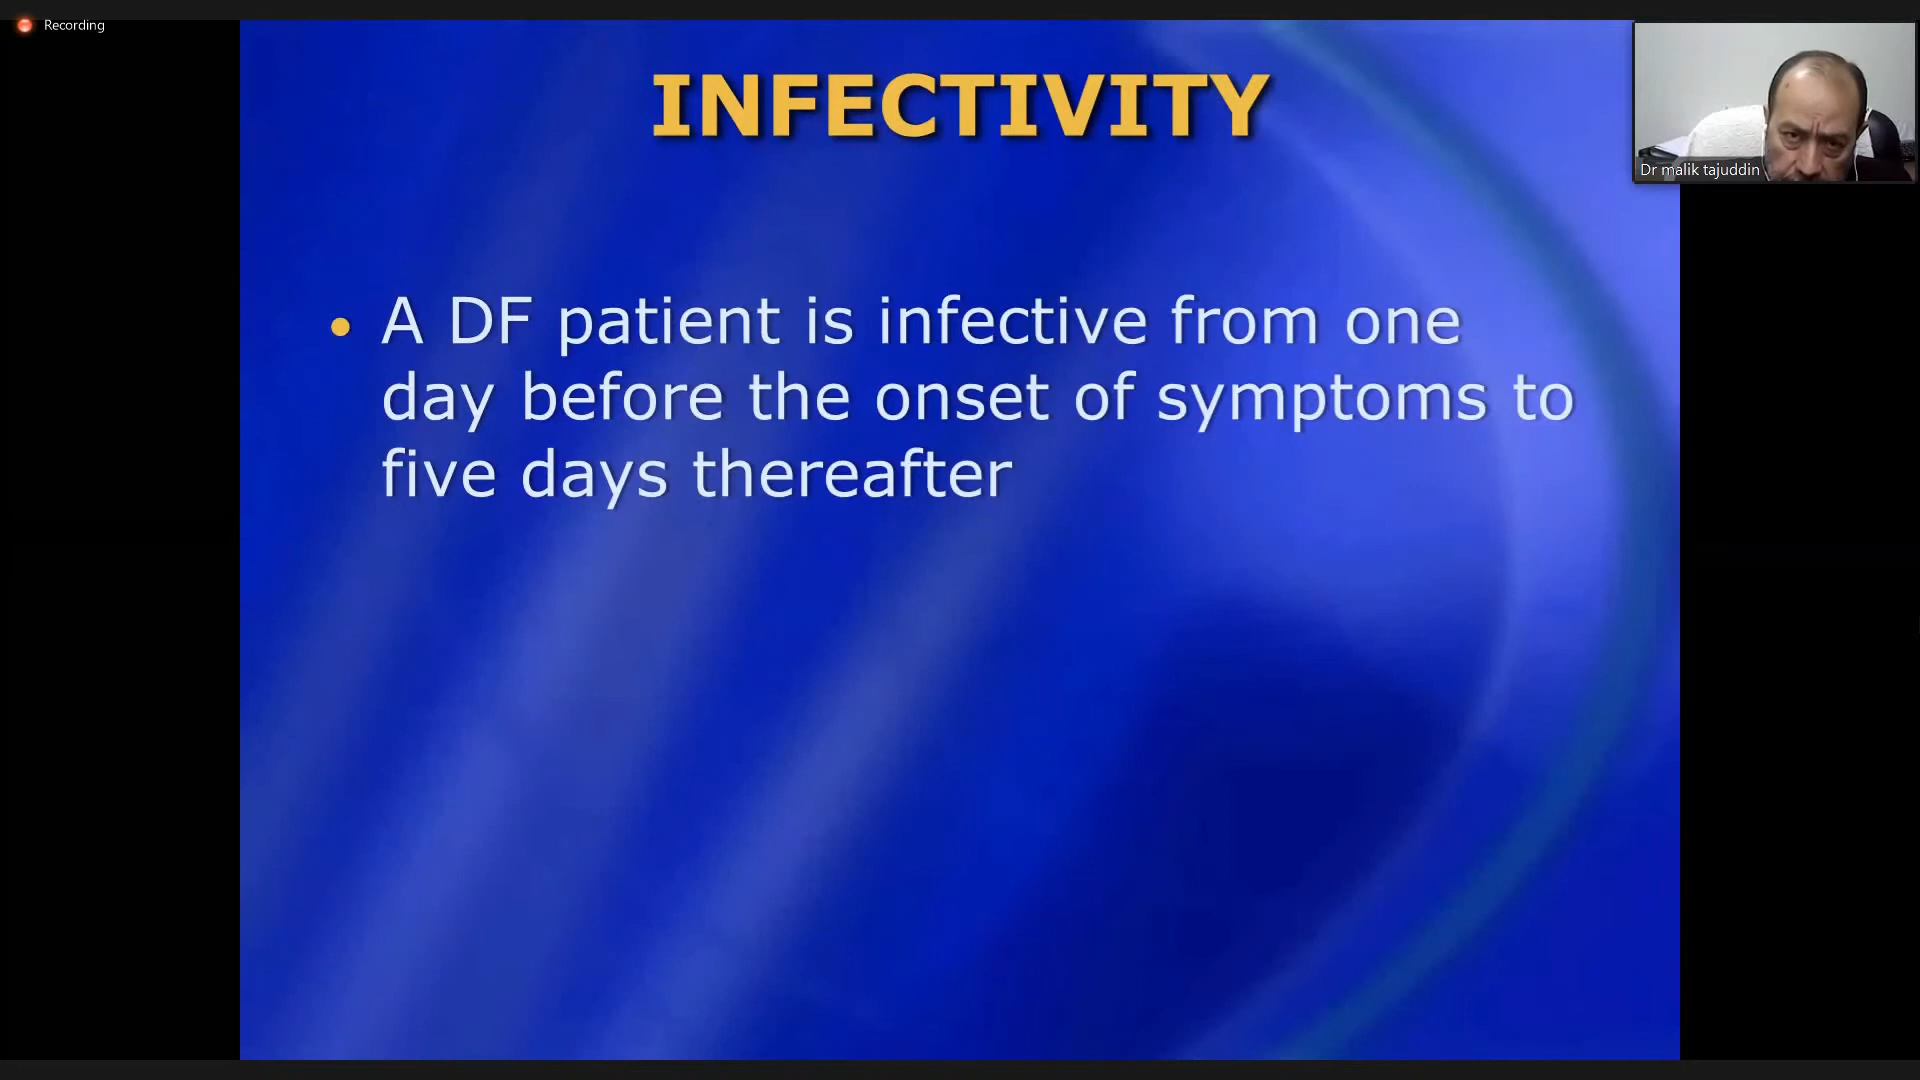 Recording
INFECTIVITY
Dr malik tajuddin
• A DF patient is infective from one
day before the onset of symptoms to
five days thereafter